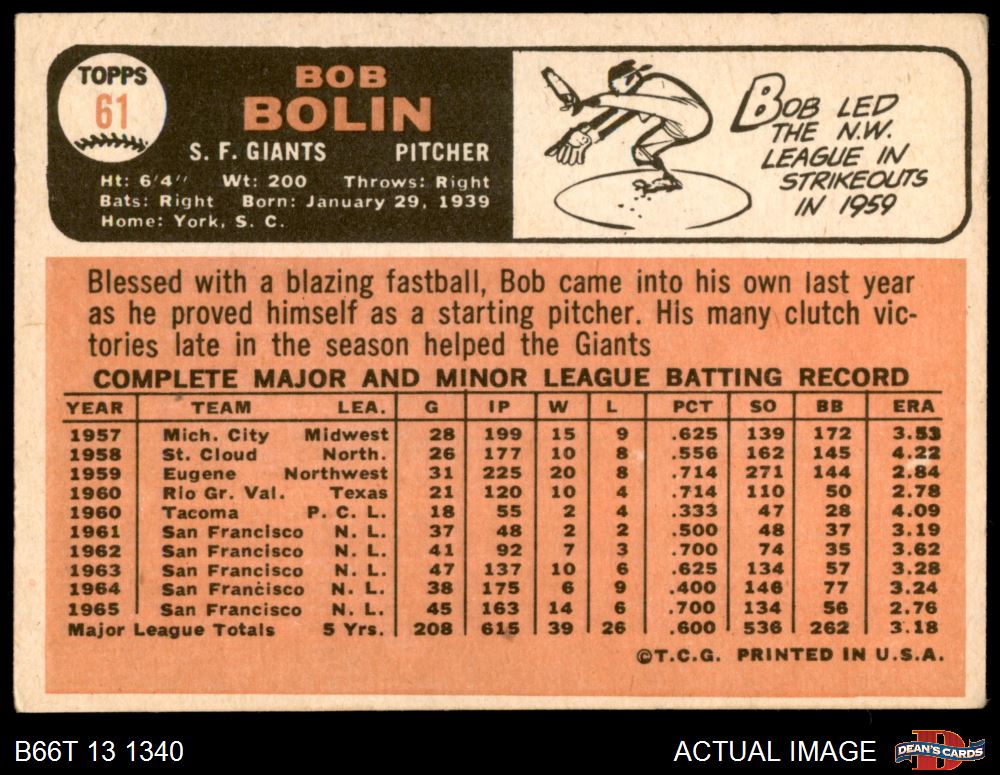 TOPPS
61
BOB
BOLIN
S. F. GIANTS PITCHER
Ht: 6'4" Wt: 200 Throws: Right
Bats: Right Born: January 29, 1939
Home: York, S. C.
BOB LED
THE N.W.
LEAGUE IN
STRIKEOUTS
IN 1959
Blessed with a blazing fastball, Bob came into his own last year
as he proved himself as a starting pitcher. His many clutch vic-
tories late in the season helped the Giants
COMPLETE MAJOR AND MINOR LEAGUE BATTING RECORD
YEAR TEAM LEA. G IP W L PCT SO BB ERA
1957 Mich. City Midwest 28 199 15 9 .625 139 172 3.53
1958 St. Cloud North. 26 177 10 8 .556 162 145 4.22
1959 Eugene Northwest 31 225 20 8 .714 271 144 2.84
1960 Rio Gr. Val. Texas 21 120 10 4 .714 110 50 2.78
1960 Tacoma P. C. L. 18 55 2 4 .333 47 28 4.09
1961 San Francisco N. L. 37 48 2 2 .500 48 37 3.19
1962 San Francisco N. L. 41 92 7 3 .700 74 35 3.62
1963 San Francisco N. L. 47 137 10 6 .625 134 57 3.28
1964 San Francisco N. L. 38 175 6 9 .400 146 77 3.24
1965 San Francisco N. L. 45 163 14 6 .700 134 56 2.76
Major League Totals 5 Yrs. 208 615 39 26 .600 536 262 3.18
©T.C.G. PRINTED IN U.S.A.
B66T 13 1340 ACTUAL IMAGE DEAN'S CARDS